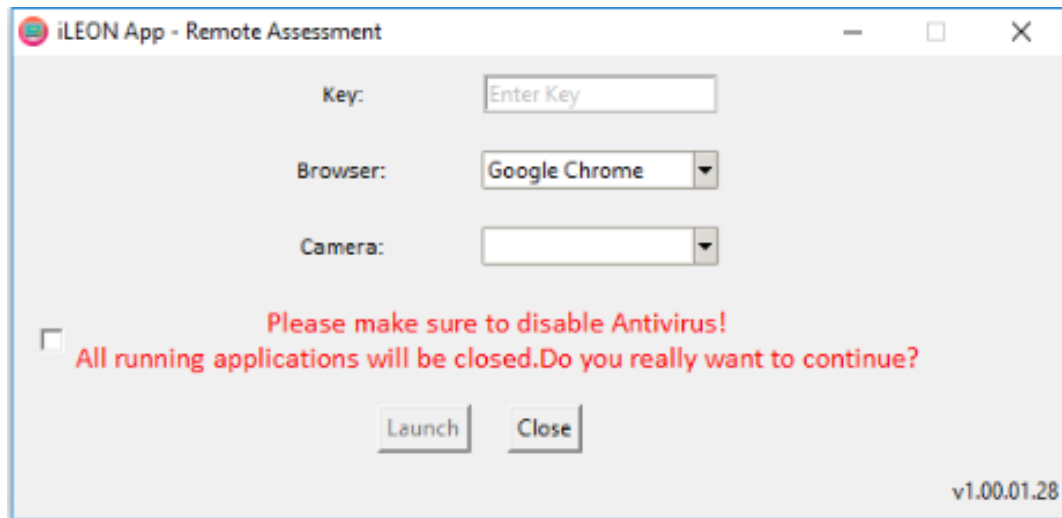 iLEON App - Remote Assessment
Key: Enter Key
Browser: Google Chrome
Camera:
Please make sure to disable Antivirus!
All running applications will be closed.Do you really want to continue?
Launch Close
v1.00.01.28